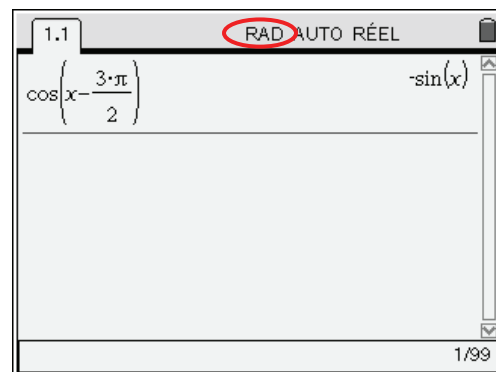 1.1 RAD AUTO RÉEL
cos(x-3·π/2) -sin(x)
1/99